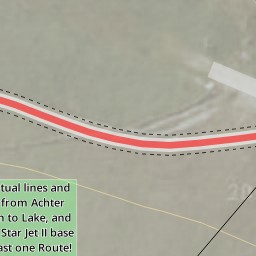 tual lines and
from Achter
n to Lake, and
Star Jet II base
ast one Route!